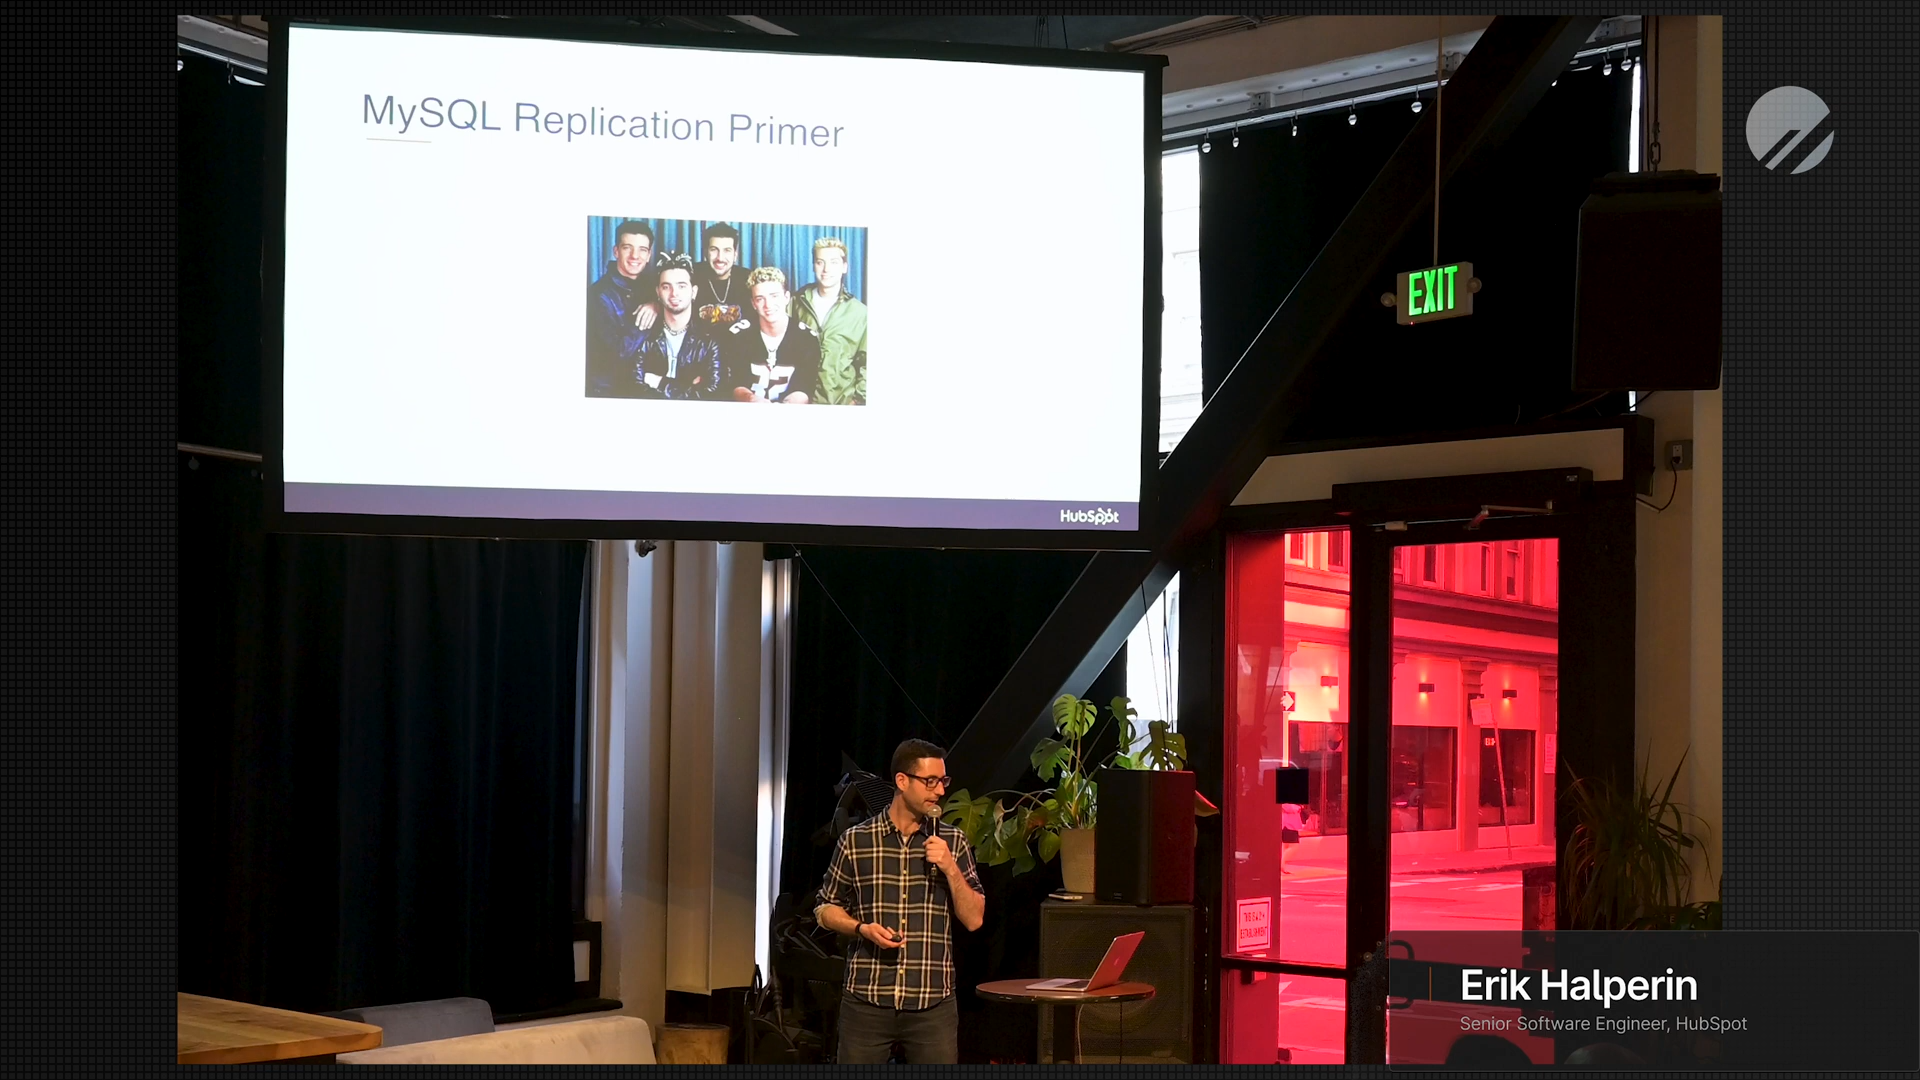 MySQL Replication Primer
HubSpot
EXIT
Erik Halperin
Senior Software Engineer, HubSpot